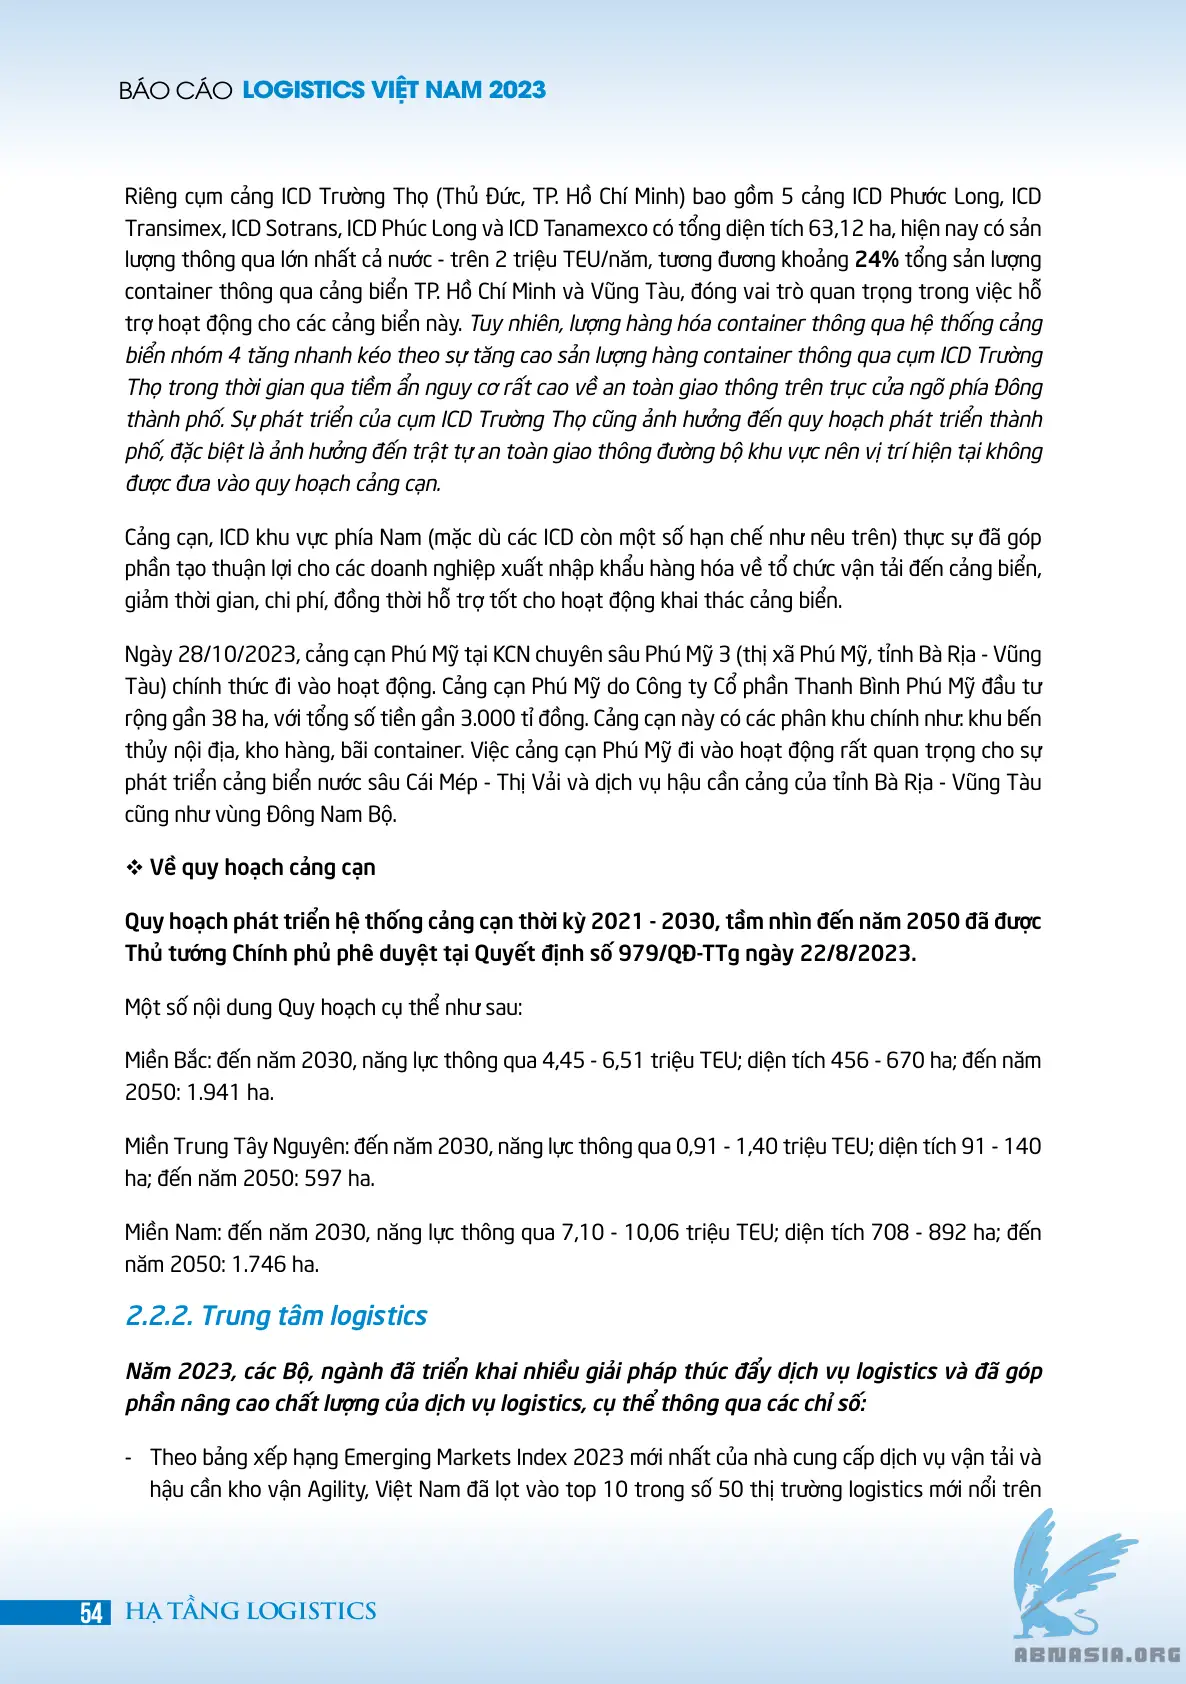 BÁO CÁO LOGISTICS VIỆT NAM 2023
Riêng cụm cảng ICD Trường Thọ (Thủ Đức, TP. Hồ Chí Minh) bao gồm 5 cảng ICD Phước Long, ICD
Transimex, ICD Sotrans, ICD Phúc Long và ICD Tanamexco có tổng diện tích 63,12 ha, hiện nay có sản
lượng thông qua lớn nhất cả nước - trên 2 triệu TEU/năm, tương đương khoảng 24% tổng sản lượng
container thông qua cảng biển TP. Hồ Chí Minh và Vũng Tàu, đóng vai trò quan trọng trong việc hỗ
trợ hoạt động cho các cảng biển này. Tuy nhiên, lượng hàng hóa container thông qua hệ thống cảng
biển nhóm 4 tăng nhanh kéo theo sự tăng cao sản lượng hàng container thông qua cụm ICD Trường
Thọ trong thời gian qua tiềm ẩn nguy cơ rất cao về an toàn giao thông trên trục cửa ngõ phía Đông
thành phố. Sự phát triển của cụm ICD Trường Thọ cũng ảnh hưởng đến quy hoạch phát triển thành
phố, đặc biệt là ảnh hưởng đến trật tự an toàn giao thông đường bộ khu vực nên vị trí hiện tại không
được đưa vào quy hoạch cảng cạn.
Cảng cạn, ICD khu vực phía Nam (mặc dù các ICD còn một số hạn chế như nêu trên) thực sự đã góp
phần tạo thuận lợi cho các doanh nghiệp xuất nhập khẩu hàng hóa về tổ chức vận tải đến cảng biển,
giảm thời gian, chi phí, đồng thời hỗ trợ tốt cho hoạt động khai thác cảng biển.
Ngày 28/10/2023, cảng cạn Phú Mỹ tại KCN chuyên sâu Phú Mỹ 3 (thị xã Phú Mỹ, tỉnh Bà Rịa - Vũng
Tàu) chính thức đi vào hoạt động. Cảng cạn Phú Mỹ do Công ty Cổ phần Thanh Bình Phú Mỹ đầu tư
rộng gần 38 ha, với tổng số tiền gần 3.000 tỉ đồng. Cảng cạn này có các phân khu chính như: khu bến
thủy nội địa, kho hàng, bãi container. Việc cảng cạn Phú Mỹ đi vào hoạt động rất quan trọng cho sự
phát triển cảng biển nước sâu Cái Mép - Thị Vải và dịch vụ hậu cần cảng của tỉnh Bà Rịa - Vũng Tàu
cũng như vùng Đông Nam Bộ.
❖ Về quy hoạch cảng cạn
Quy hoạch phát triển hệ thống cảng cạn thời kỳ 2021 - 2030, tầm nhìn đến năm 2050 đã được
Thủ tướng Chính phủ phê duyệt tại Quyết định số 979/QĐ-TTg ngày 22/8/2023.
Một số nội dung Quy hoạch cụ thể như sau:
Miền Bắc: đến năm 2030, năng lực thông qua 4,45 - 6,51 triệu TEU; diện tích 456 - 670 ha; đến năm
2050: 1.941 ha.
Miền Trung Tây Nguyên: đến năm 2030, năng lực thông qua 0,91 - 1,40 triệu TEU; diện tích 91 - 140
ha; đến năm 2050: 597 ha.
Miền Nam: đến năm 2030, năng lực thông qua 7,10 - 10,06 triệu TEU; diện tích 708 - 892 ha; đến
năm 2050: 1.746 ha.
2.2.2. Trung tâm logistics
Năm 2023, các Bộ, ngành đã triển khai nhiều giải pháp thúc đẩy dịch vụ logistics và đã góp
phần nâng cao chất lượng của dịch vụ logistics, cụ thể thông qua các chỉ số:
- Theo bảng xếp hạng Emerging Markets Index 2023 mới nhất của nhà cung cấp dịch vụ vận tải và
hậu cần kho vận Agility, Việt Nam đã lọt vào top 10 trong số 50 thị trường logistics mới nổi trên
54 HẠ TẦNG LOGISTICS
ABNASIA.ORG